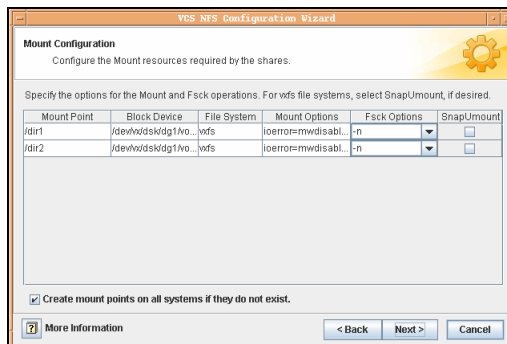 VCS NFS Configuration Wizard
Mount Configuration
Configure the Mount resources required by the shares.
Specify the options for the Mount and Fsck operations. For vxfs file systems, select SnapUmount, if desired.
Mount Point Block Device File System Mount Options Fsck Options SnapUmount
/dir1 /dev/vx/dsk/dg1/vo... vxfs ioerror=mwdisabl... -n
/dir2 /dev/vx/dsk/dg1/vo... vxfs ioerror=mwdisabl... -n
Create mount points on all systems if they do not exist.
? More Information < Back Next > Cancel